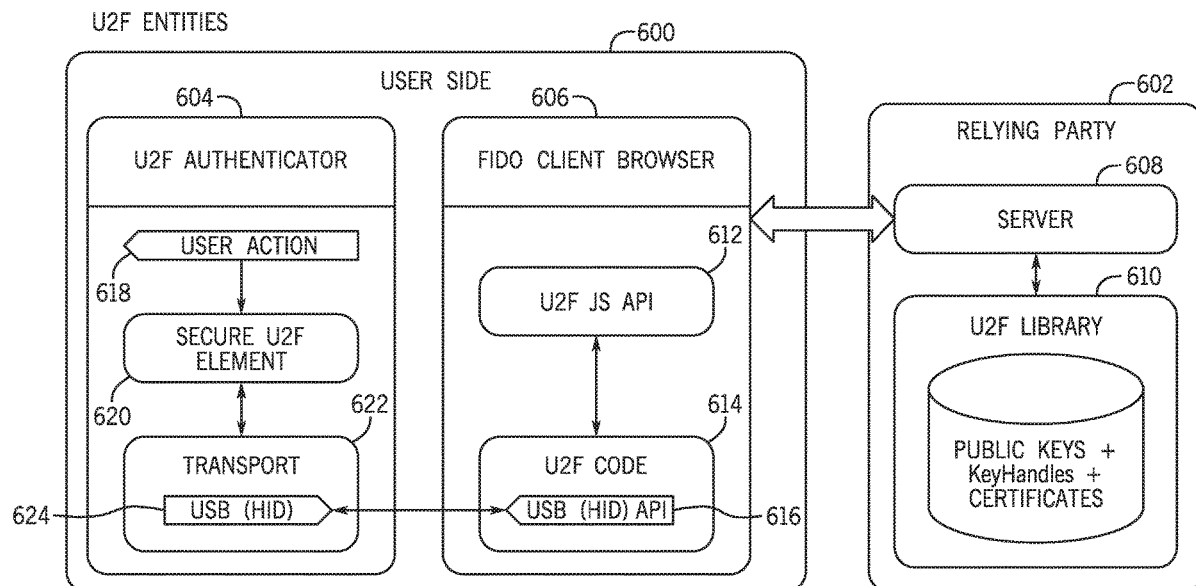 U2F ENTITIES
600
USER SIDE
604
606
602
U2F AUTHENTICATOR
FIDO CLIENT BROWSER
RELYING PARTY
608
SERVER
USER ACTION
618
612
U2F JS API
610
U2F LIBRARY
SECURE U2F
ELEMENT
620
622
614
TRANSPORT
U2F CODE
PUBLIC KEYS +
KeyHandles +
CERTIFICATES
624
USB (HID)
USB (HID) API
616